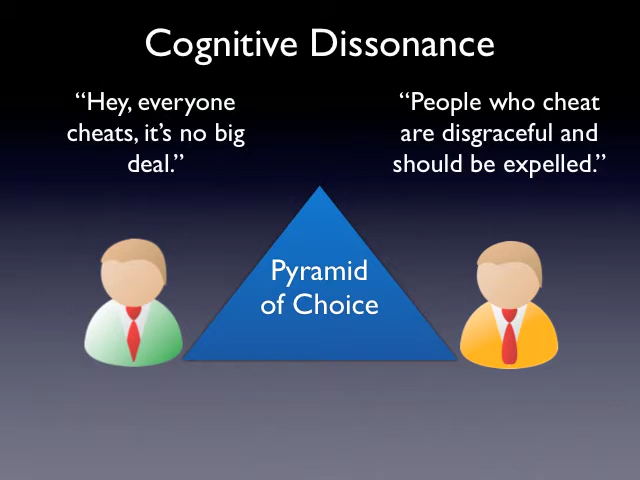 Cognitive Dissonance
“Hey, everyone
cheats, it’s no big
deal.”
“People who cheat
are disgraceful and
should be expelled.”
Pyramid
of Choice